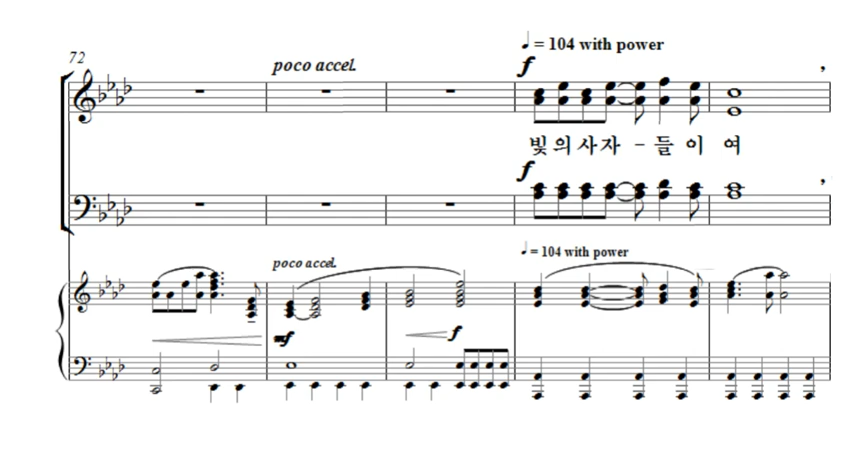 72
poco accel.
♩ = 104 with power
f
빛의사자 - 들 이 여
f
poco accel.
♩ = 104 with power
mf
f